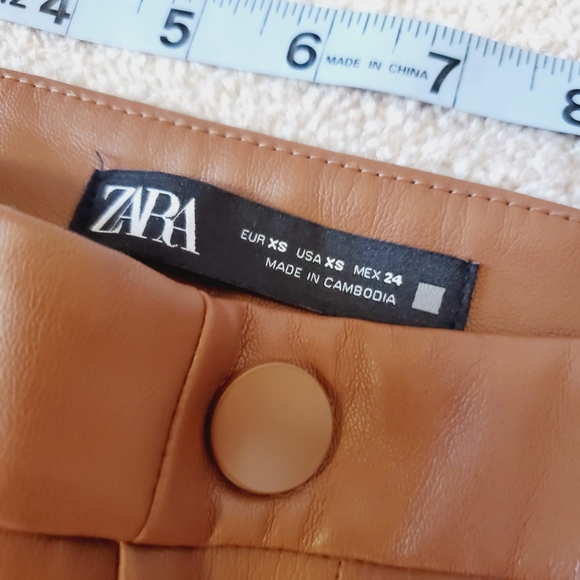 4 5 6 MADE IN CHINA 7 8
ZARA
EUR XS USA XS MEX 24
MADE IN CAMBODIA